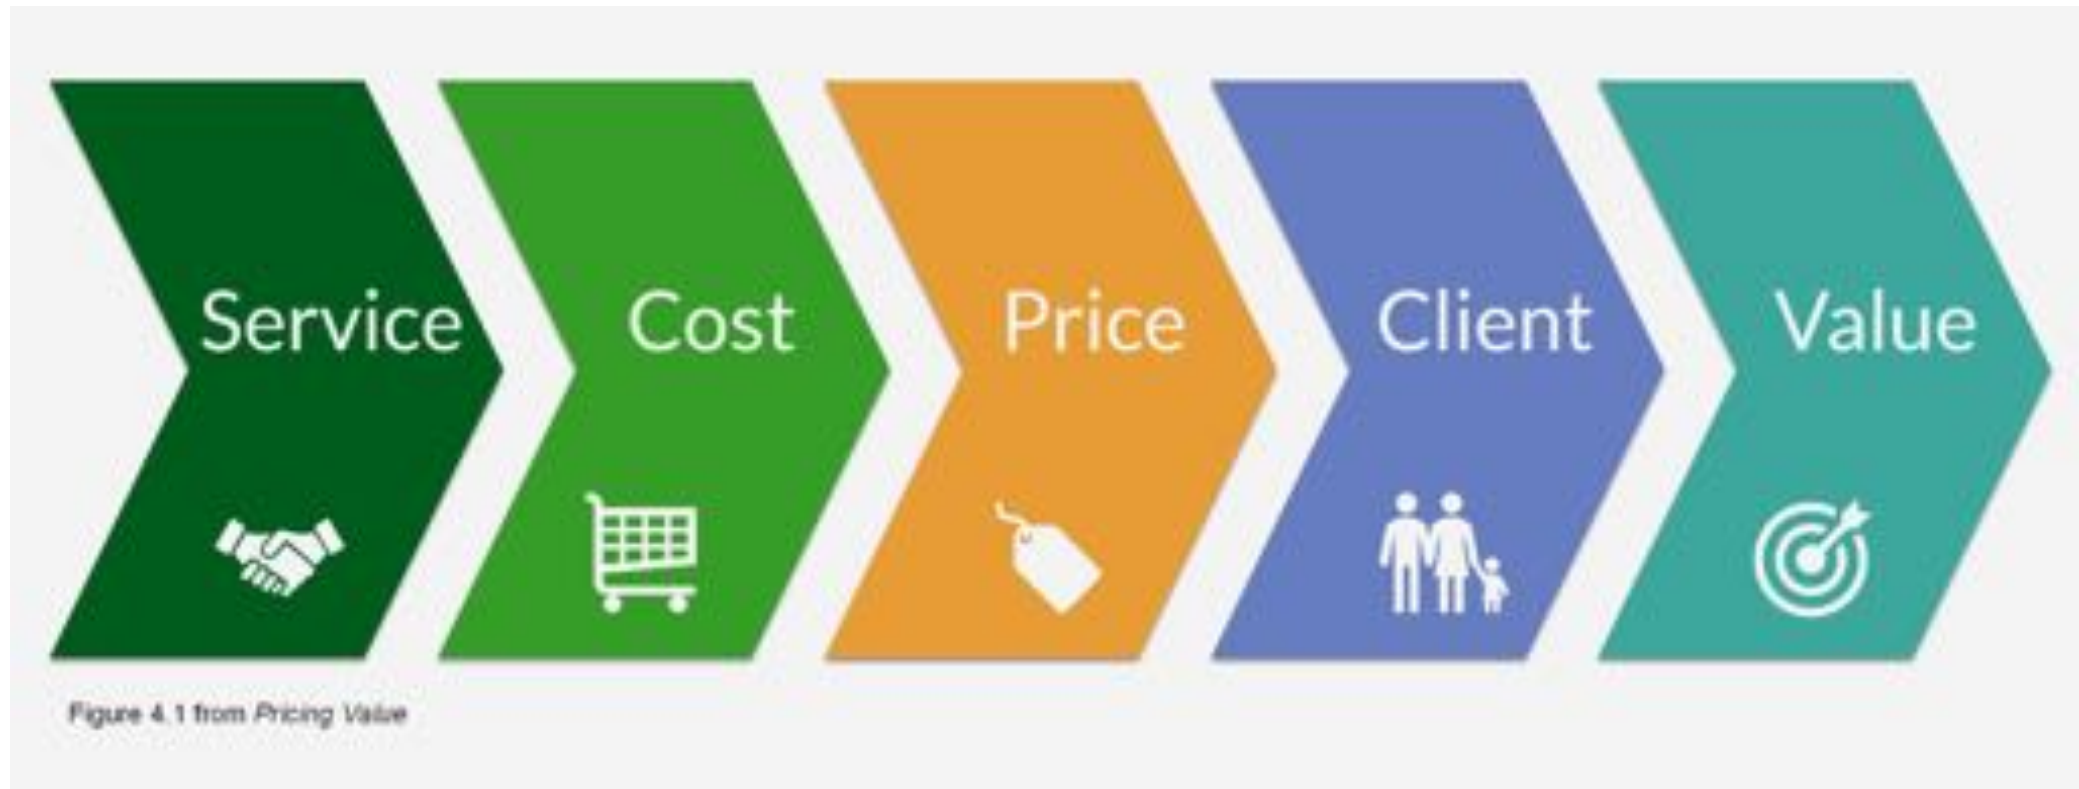 Service
Cost
Price
Client
Value
Figure 4.1 from Pricing Value